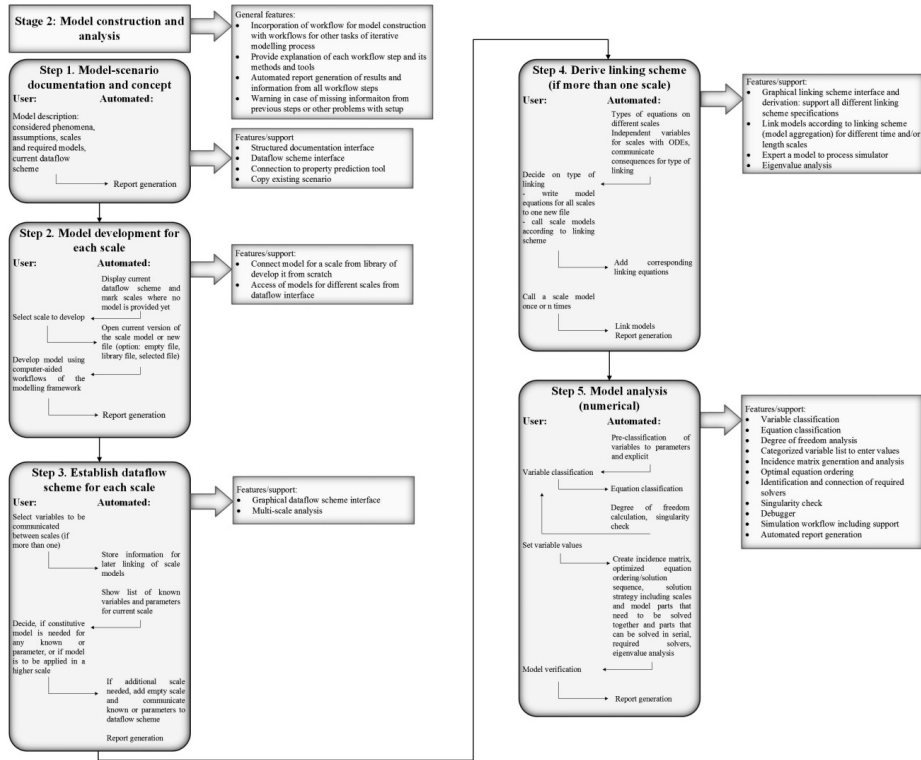 Stage 2: Model construction and
analysis
General features:
• Incorporation of workflow for model construction
with workflows for other tasks of iterative
modelling process
• Provide explanation of each workflow step and its
methods and tools
• Automated report generation of results and
information from all workflow steps
• Warning in case of missing informaiton from
previous steps or other problems with setup
Step 1. Model-scenario
documentation and concept
User: Automated:
Model description:
considered phenomena,
assumptions, scales
and required models,
current dataflow
scheme
Report generation
Features/support
• Structured documentation interface
• Dataflow scheme interface
• Connection to property prediction tool
• Copy existing scenario
Step 2. Model development for
each scale
User: Automated:
Display current
dataflow scheme and
mark scales where no
model is provided yet
Select scale to develop
Open current version of
the scale model or new
file (option: empty file,
library file, selected file)
Develop model using
computer-aided
workflows of the
modelling framework
Report generation
Features/support:
• Connect model for a scale from library of
develop it from scratch
• Access of models for different scales from
dataflow interface
Step 3. Establish dataflow
scheme for each scale
User: Automated:
Select variables to be
communicated
between scales (if
more than one)
Store information for
later linking of scale
models
Show list of known
variables and parameters
for current scale
Decide, if constitutive
model is needed for
any known or
parameter, or if model
is to be applied in a
higher scale
If additional scale
needed, add empty scale
and communicate
known or parameters to
dataflow scheme
Report generation
Features/support:
• Graphical dataflow scheme interface
• Multi-scale analysis
Step 4. Derive linking scheme
(if more than one scale)
User: Automated:
Types of equations on
different scales
Independent variables
for scales with ODEs,
communicate
consequences for type of
linking
Decide on type of
linking
- write model
equations for all scales
to one new file
- call scale models
according to linking
scheme
Add corresponding
linking equations
Call a scale model
once or n times
Link models
Report generation
Features/support:
• Graphical linking scheme interface and
derivation: support all different linking
scheme specifications
• Link models according to linking scheme
(model aggregation) for different time and/or
length scales
• Expert a model to process simulator
• Eigenvalue analysis
Step 5. Model analysis
(numerical)
User: Automated:
Pre-classification of
variables to parameters
and explicit
Variable classification
Equation classification
Degree of freedom
calculation, singularity
check
Set variable values
Create incidence matrix,
optimized equation
ordering/solution
sequence, solution
strategy including scales
and model parts that
need to be solved
together and parts that
can be solved in serial,
required solvers,
eigenvalue analysis
Model verification
Report generation
Features/support:
• Variable classification
• Equation classification
• Degree of freedom analysis
• Categorized variable list to enter values
• Incidence matrix generation and analysis
• Optimal equation ordering
• Identification and connection of required
solvers
• Singularity check
• Debugger
• Simulation workflow including support
• Automated report generation